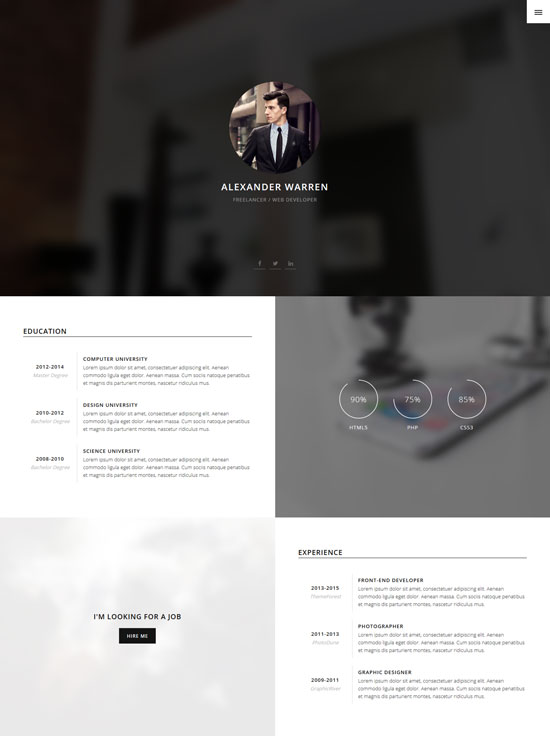 ALEXANDER WARREN
FREELANCER / WEB DEVELOPER
EDUCATION
2012-2014
Master Degree
COMPUTER UNIVERSITY
Lorem ipsum dolor sit amet, consectetuer adipiscing elit. Aenean
commodo ligula eget dolor. Aenean massa. Cum sociis natoque penatibus
et magnis dis parturient montes, nascetur ridiculus mus.
2010-2012
Bachelor Degree
DESIGN UNIVERSITY
Lorem ipsum dolor sit amet, consectetuer adipiscing elit. Aenean
commodo ligula eget dolor. Aenean massa. Cum sociis natoque penatibus
et magnis dis parturient montes, nascetur ridiculus mus.
2008-2010
Bachelor Degree
SCIENCE UNIVERSITY
Lorem ipsum dolor sit amet, consectetuer adipiscing elit. Aenean
commodo ligula eget dolor. Aenean massa. Cum sociis natoque penatibus
et magnis dis parturient montes, nascetur ridiculus mus.
90%
75%
85%
HTML5
PHP
CSS3
I'M LOOKING FOR A JOB
HIRE ME
EXPERIENCE
2013-2015
ThemeForest
FRONT-END DEVELOPER
Lorem ipsum dolor sit amet, consectetuer adipiscing elit. Aenean
commodo ligula eget dolor. Aenean massa. Cum sociis natoque penatibus
et magnis dis parturient montes, nascetur ridiculus mus.
2011-2013
PhotoDune
PHOTOGRAPHER
Lorem ipsum dolor sit amet, consectetuer adipiscing elit. Aenean
commodo ligula eget dolor. Aenean massa. Cum sociis natoque penatibus
et magnis dis parturient montes, nascetur ridiculus mus.
2009-2011
GraphicRiver
GRAPHIC DESIGNER
Lorem ipsum dolor sit amet, consectetuer adipiscing elit. Aenean
commodo ligula eget dolor. Aenean massa. Cum sociis natoque penatibus
et magnis dis parturient montes, nascetur ridiculus mus.